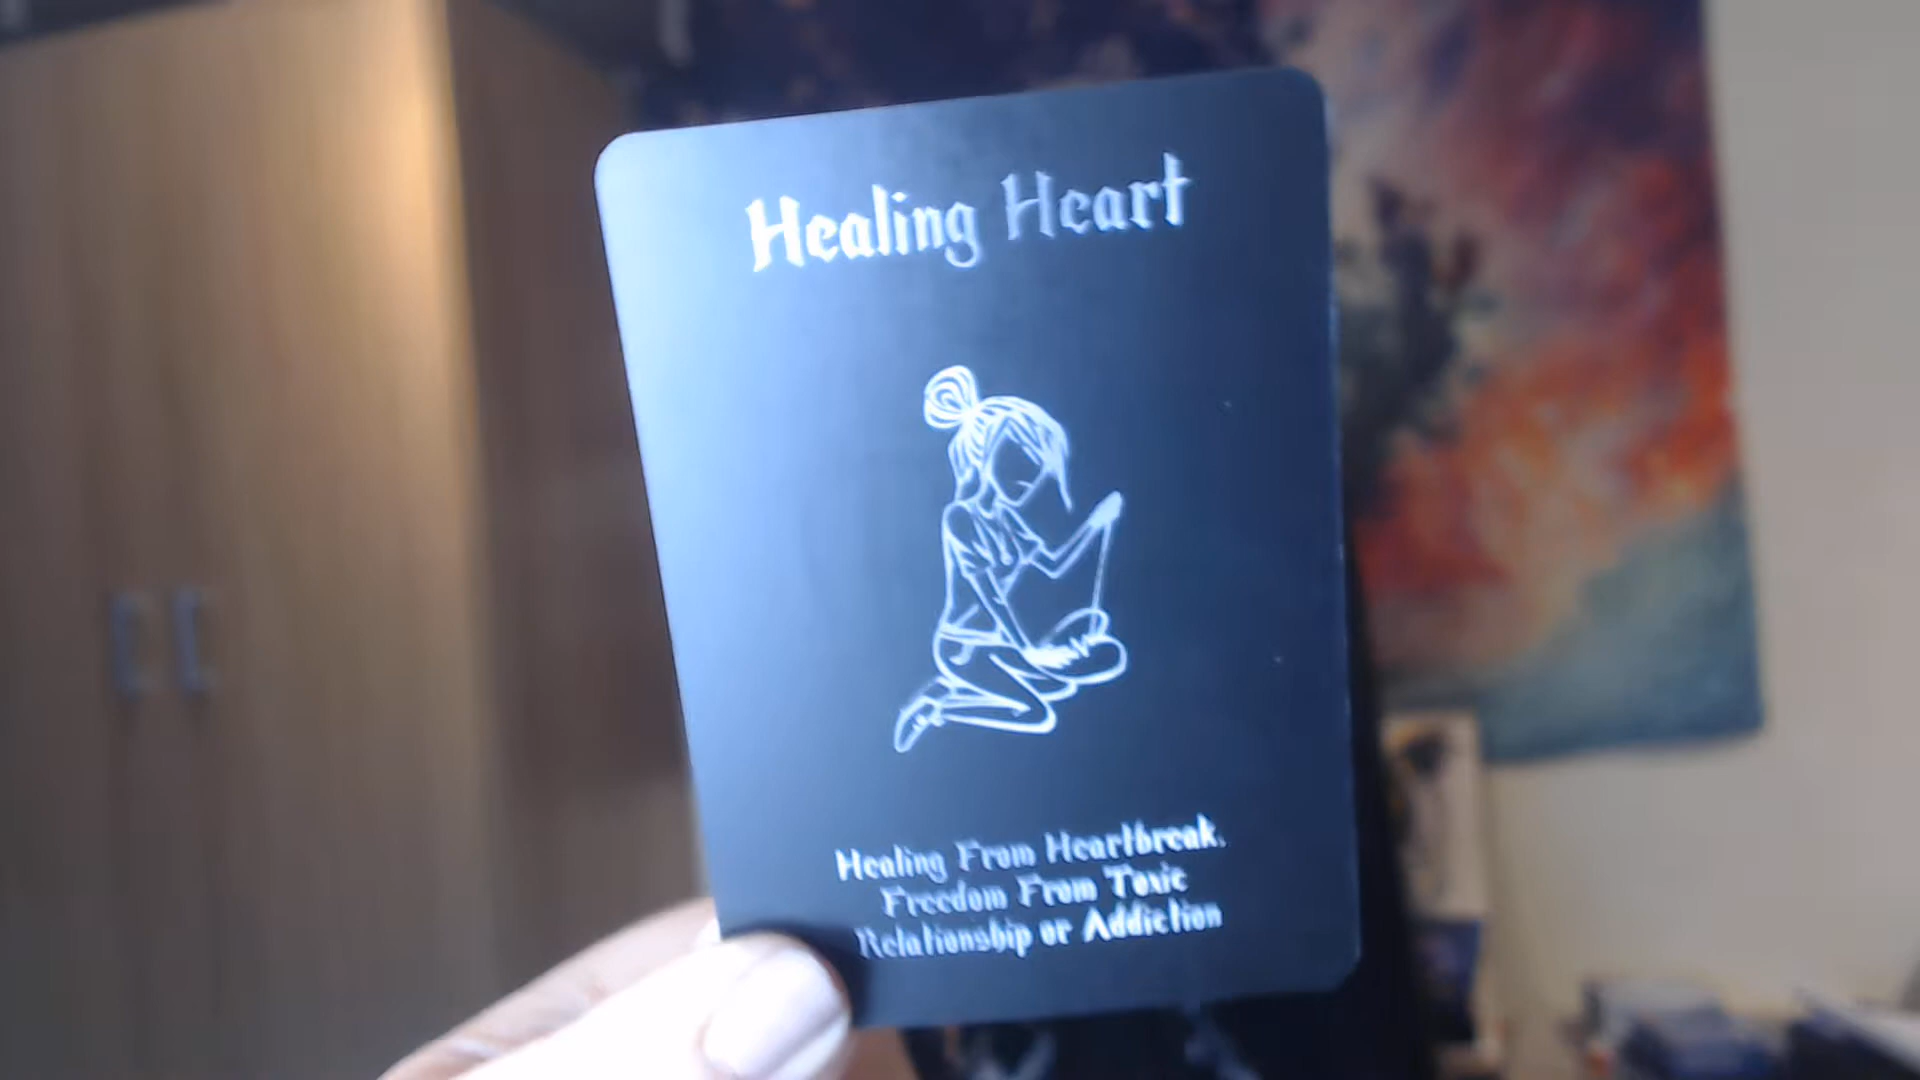 Healing Heart
Healing From Heartbreak.
Freedom From Toxic
Relationship or Addiction